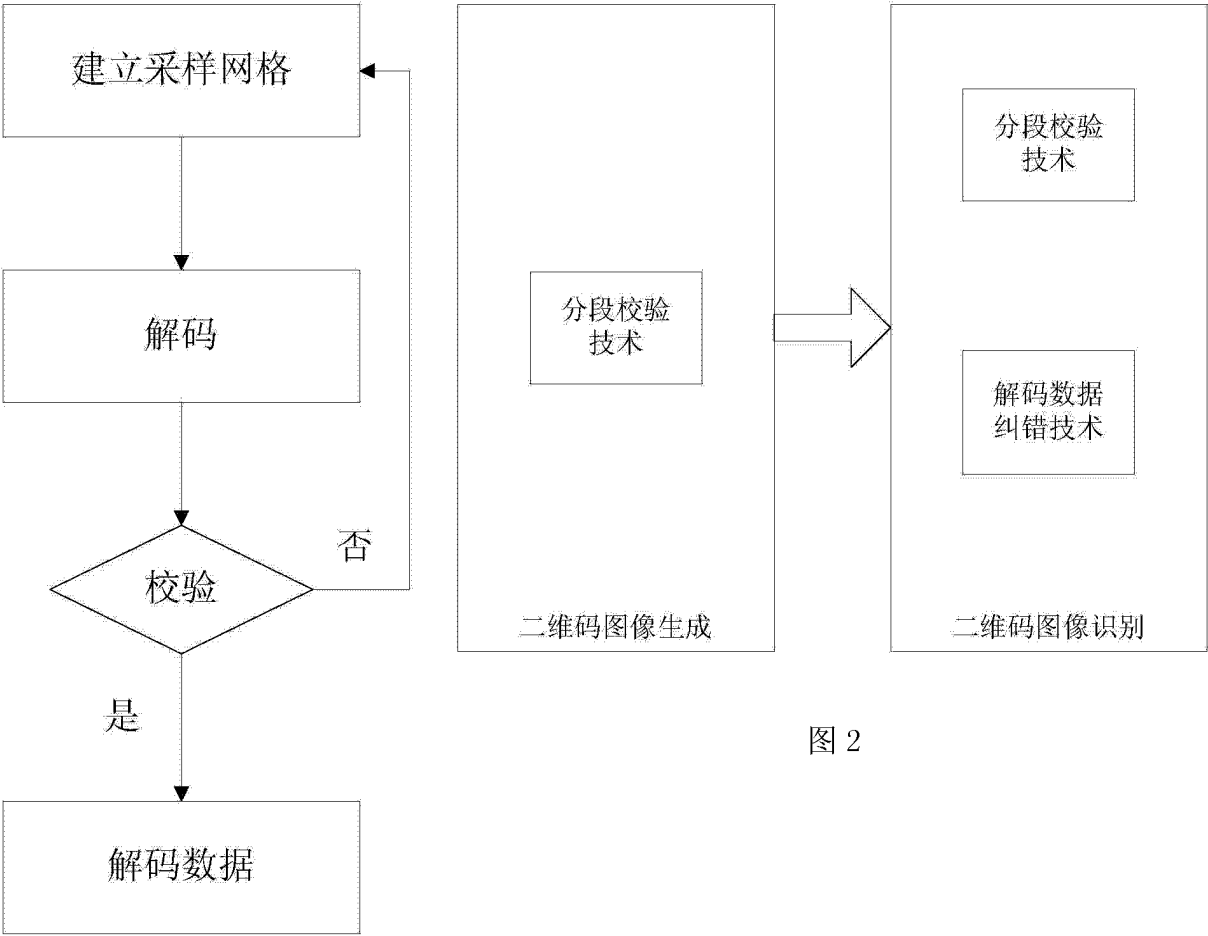 建立采样网格
解码
校验
否
是
解码数据
分段校验
技术
二维码图像生成
分段校验
技术
解码数据
纠错技术
二维码图像识别
图 2